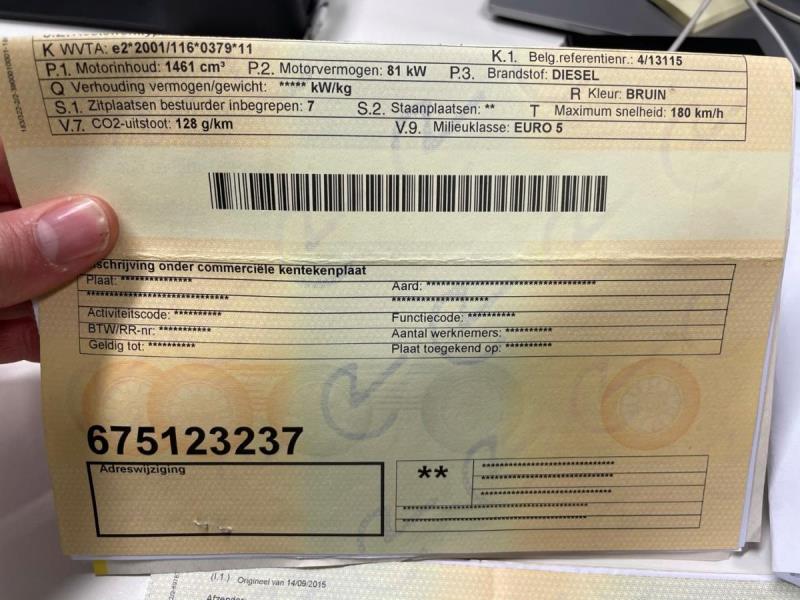 K WVTA: e2*2001/116*0379*11 K.1. Belg.referentienr.: 4/13115
P.1. Motorinhoud: 1461 cm³ P.2. Motorvermogen: 81 kW P.3. Brandstof: DIESEL
Q Verhouding vermogen/gewicht: ***** kW/kg R Kleur: BRUIN
S.1. Zitplaatsen bestuurder inbegrepen: 7 S.2. Staanplaatsen: ** T Maximum snelheid: 180 km/h
V.7. CO2-uitstoot: 128 g/km V.9. Milieuklasse: EURO 5
schrijving onder commerciële kentekenplaat
Plaat: *************** Aard: ***************************
*************************** *******************
Activiteitscode: ********** Functiecode: **********
BTW/RR-nr: *********** Aantal werknemers: **********
Geldig tot: ********** Plaat toegekend op: **********
675123237
Adreswijziging
**
(I.1.) Origineel van 14/09/2015
Afzender